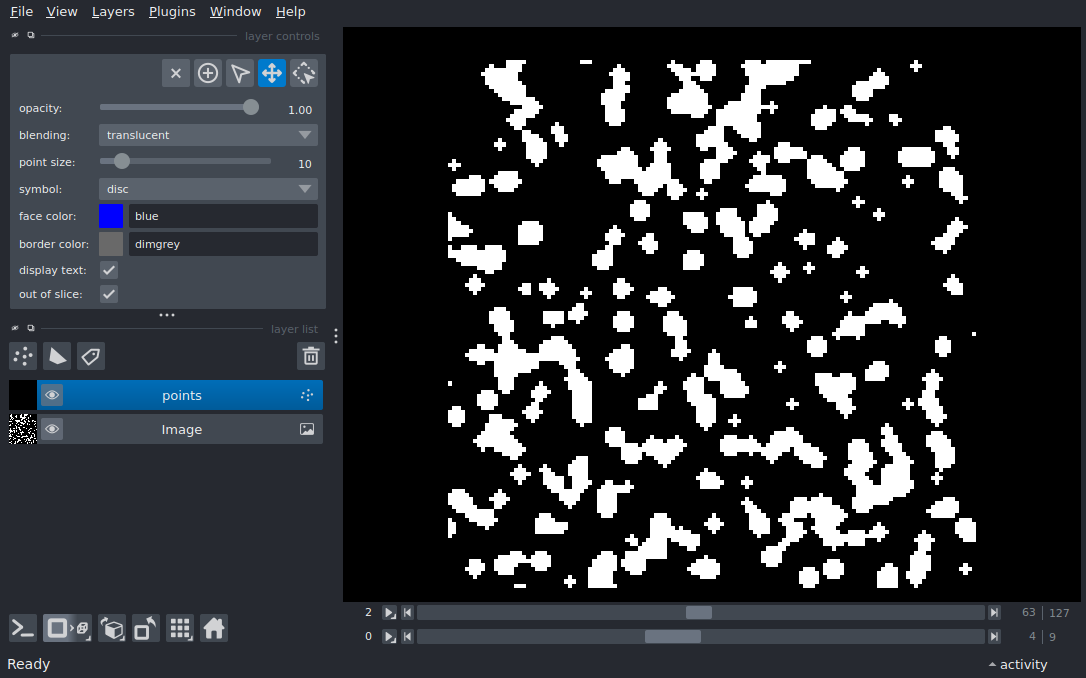 File View Layers Plugins Window Help
layer controls
opacity: 1.00
blending: translucent
point size: 10
symbol: disc
face color: blue
border color: dimgrey
display text:
out of slice:
layer list
points
Image
2 63 127
0 4 9
Ready activity